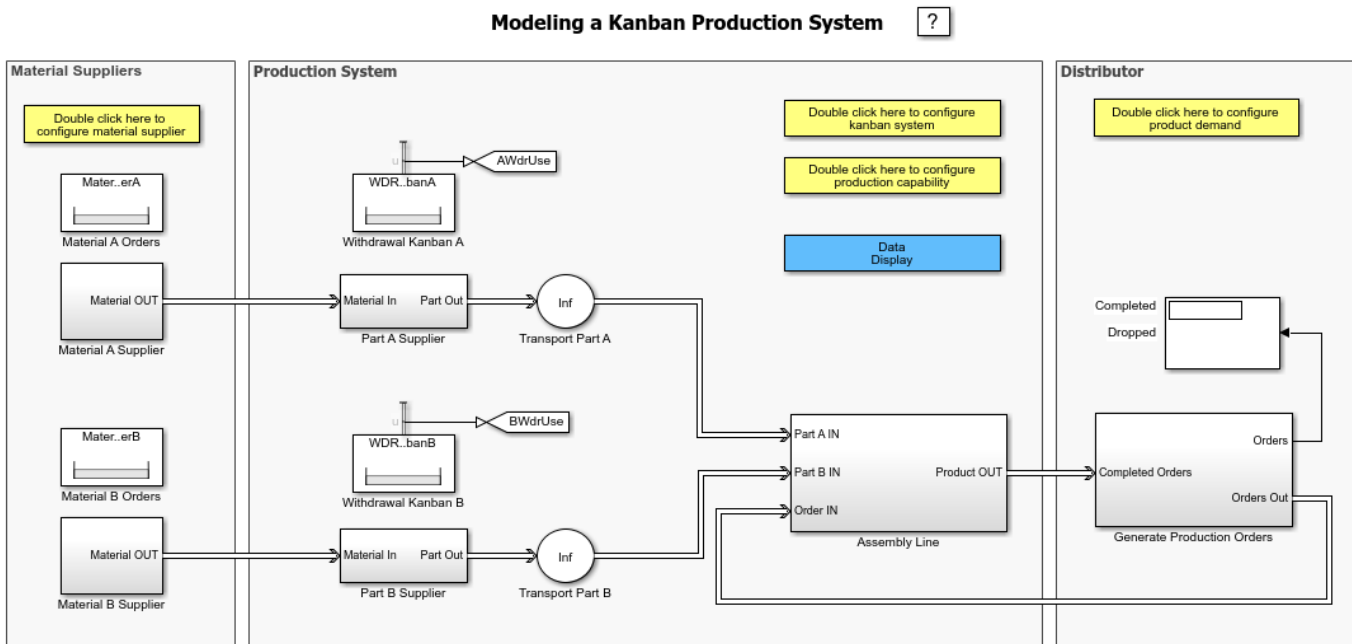 Modeling a Kanban Production System
?
Material Suppliers
Double click here to
configure material supplier
Mater..erA
Material A Orders
Material OUT
Material A Supplier
Mater..erB
Material B Orders
Material OUT
Material B Supplier
Production System
u
AWdrUse
WDR..banA
Withdrawal Kanban A
Material In
Part Out
Part A Supplier
Inf
Transport Part A
u
BWdrUse
WDR..banB
Withdrawal Kanban B
Material In
Part Out
Part B Supplier
Inf
Transport Part B
Double click here to configure
kanban system
Double click here to configure
production capability
Data
Display
Part A IN
Part B IN
Product OUT
Order IN
Assembly Line
Distributor
Double click here to configure
product demand
Completed
Dropped
Orders
Completed Orders
Orders Out
Generate Production Orders